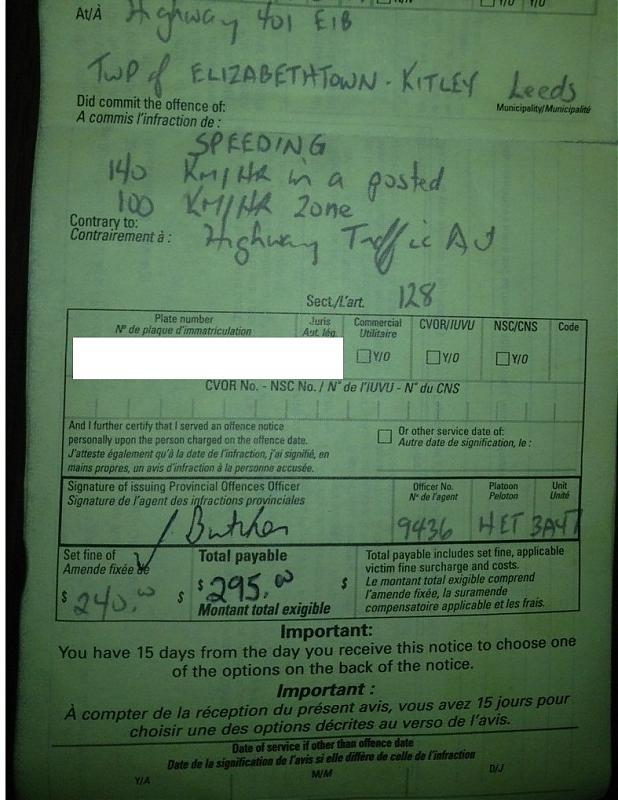 Y/O Y/O
At/À Highway 401 E/B
TWP of ELIZABETHTOWN - KITLEY Leeds
Did commit the offence of:
Municipality/Municipalité
A commis l'infraction de :
SPEEDING
140 KM/HR in a posted
100 KM/HR Zone
Contrary to:
Contrairement à :
Highway Traffic Act
Sect./L'art. 128
Plate number Juris Commercial CVOR/IUVU NSC/CNS Code
N° de plaque d'immatriculation Aut. lég. Utilitaire
Y/O Y/O Y/O
CVOR No. - NSC No. / N° de l'IUVU - N° du CNS
And I further certify that I served an offence notice
personally upon the person charged on the offence date.
J'atteste également qu'à la date de l'infraction, j'ai signifié, en
mains propres, un avis d'infraction à la personne accusée.
Or other service date of:
Autre date de signification, le :
Signature of issuing Provincial Offences Officer
Signature de l'agent des infractions provinciales
Officer No. Platoon Unit
N° de l'agent Peloton Unité
9436 HET 3A47
Set fine of
Amende fixée de
$ 240.00
Total payable
$ $ 295.00 $
Montant total exigible
Total payable includes set fine, applicable
victim fine surcharge and costs.
Le montant total exigible comprend
l'amende fixée, la suramende
compensatoire applicable et les frais.
Important:
You have 15 days from the day you receive this notice to choose one
of the options on the back of the notice.
Important :
À compter de la réception du présent avis, vous avez 15 jours pour
choisir une des options décrites au verso de l'avis.
Date of service if other than offence date
Date de la signification de l'avis si elle diffère de celle de l'infraction
Y/A M/M D/J